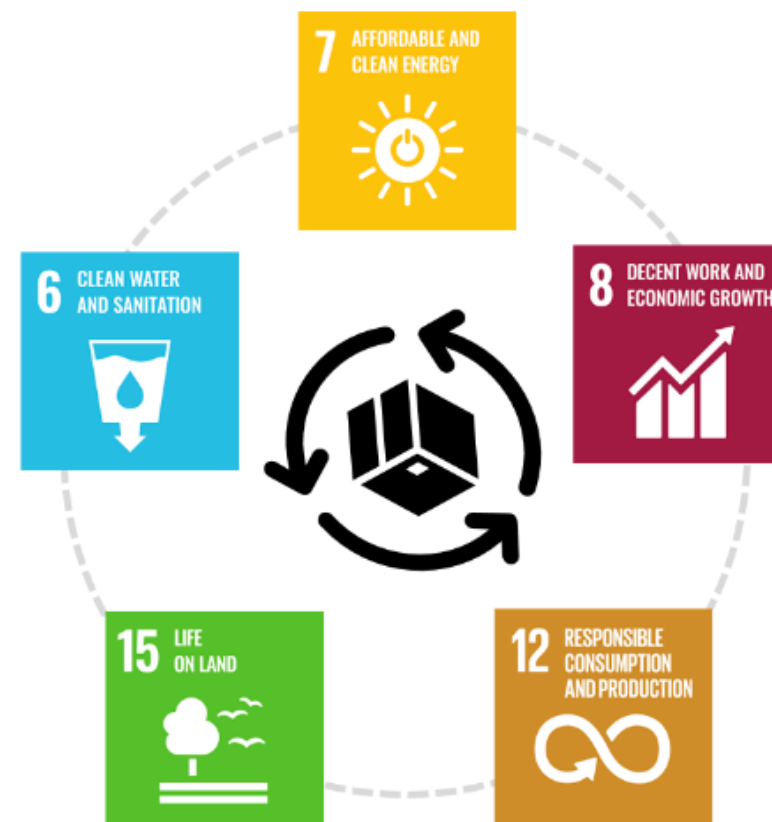 7 AFFORDABLE AND
CLEAN ENERGY
6 CLEAN WATER
AND SANITATION
8 DECENT WORK AND
ECONOMIC GROWTH
15 LIFE
ON LAND
12 RESPONSIBLE
CONSUMPTION
AND PRODUCTION